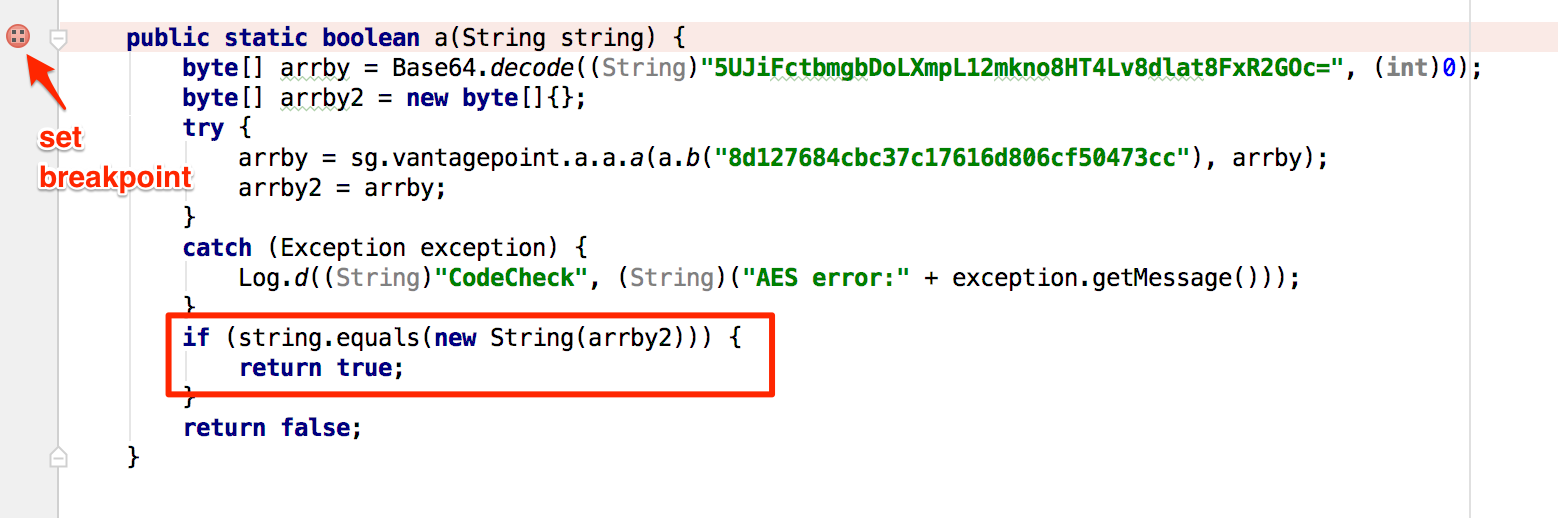 public static boolean a(String string) {
byte[] arrby = Base64.decode((String)"5UJiFctbmgbDoLXmpL12mkno8HT4Lv8dlat8FxR2GOc=", (int)0);
byte[] arrby2 = new byte[]{};
try {
arrby = sg.vantagepoint.a.a.a(a.b("8d127684cbc37c17616d806cf50473cc"), arrby);
arrby2 = arrby;
}
catch (Exception exception) {
Log.d((String)"CodeCheck", (String)("AES error:" + exception.getMessage()));
}
if (string.equals(new String(arrby2))) {
return true;
}
return false;
}
set
breakpoint